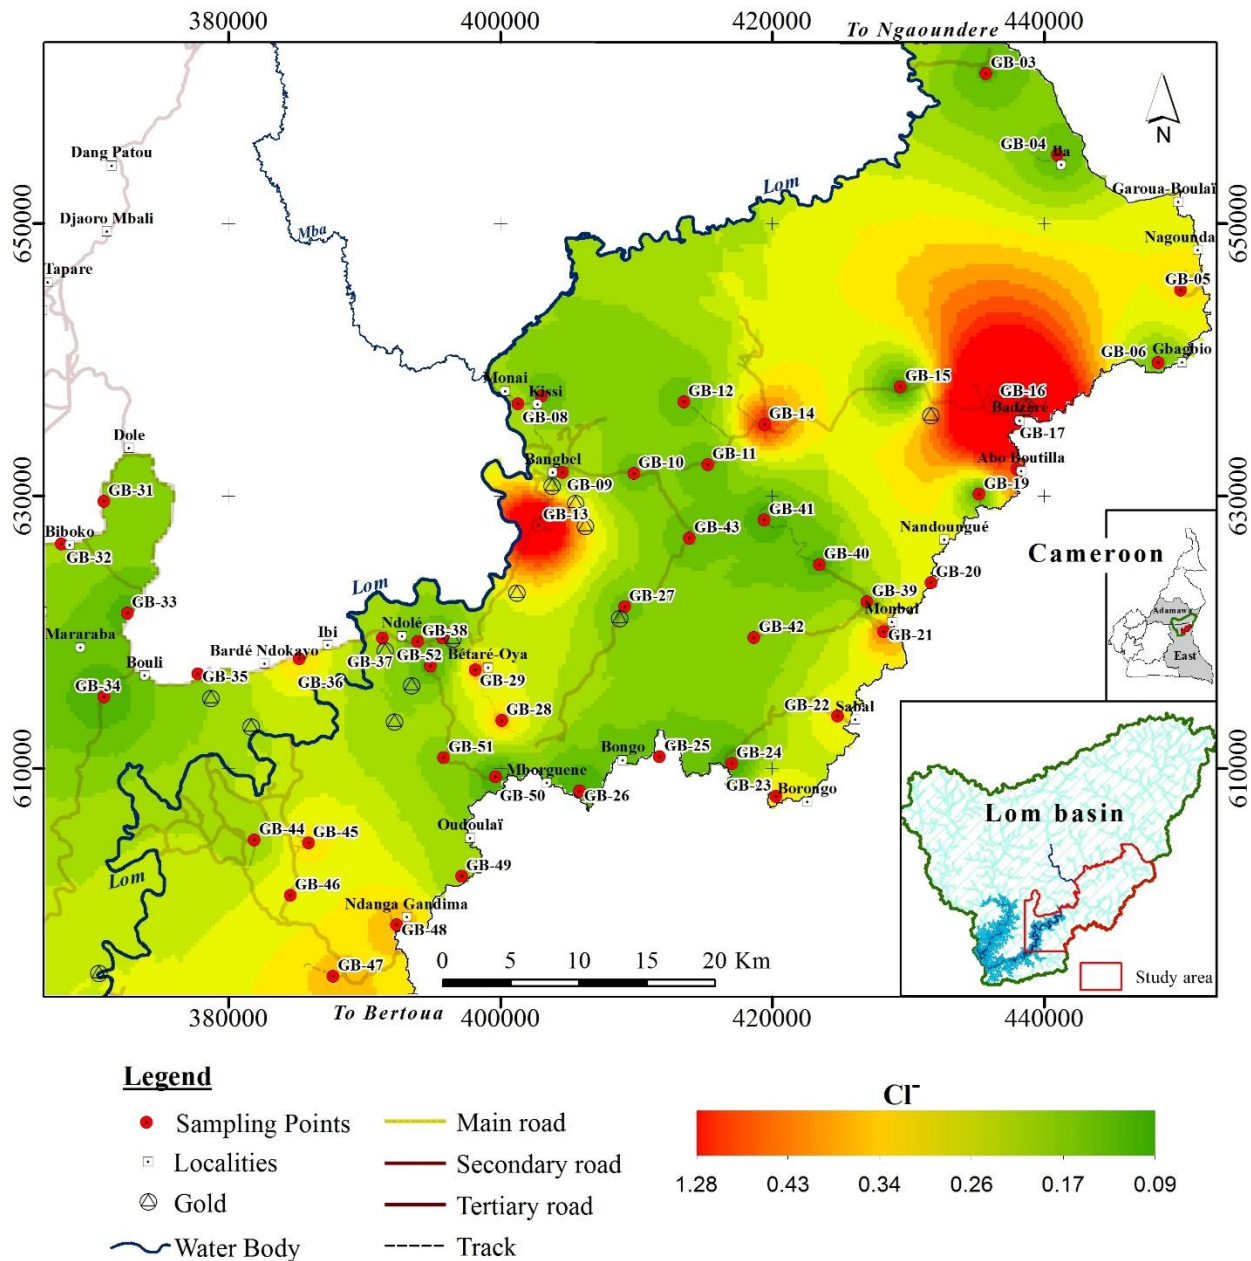 380000
400000
420000
440000
To Ngaoundere
GB-03
GB-04
Ba
N
Dang Patou
Lom
Garoua-Boulaï
650000
Djaoro Mbali
Mba
Nagounda
650000
Tapare
GB-05
GB-06
Gbagbio
Monai
Kissi
GB-08
GB-12
GB-15
GB-16
Badzéré
GB-14
GB-17
Dole
Bangbel
GB-10
GB-11
Abo Boutilla
GB-09
GB-19
630000
GB-31
GB-13
GB-41
630000
Biboko
GB-32
GB-43
Nandoungué
Cameroon
GB-40
Lom
GB-20
GB-33
GB-27
GB-39
Adamawa
Monbal
Mararaba
Ibi
Ndolé
GB-38
GB-42
GB-21
Bardé Ndokayo
East
Bouli
GB-37
GB-52
Bétaré-Oya
GB-35
GB-36
GB-29
GB-34
GB-22
Sabal
GB-28
GB-51
Bongo
GB-25
GB-24
610000
Mborguene
GB-23
Borongo
610000
GB-50
GB-26
Lom basin
GB-44
GB-45
Oudoulaï
GB-49
Lom
GB-46
Ndanga Gandima
GB-48
GB-47
0
5
10
15
20 Km
Study area
380000
To Bertoua
400000
420000
440000
Legend
Cl-
Sampling Points
Main road
Localities
Secondary road
1.28
0.43
0.34
0.26
0.17
0.09
Gold
Tertiary road
Water Body
Track